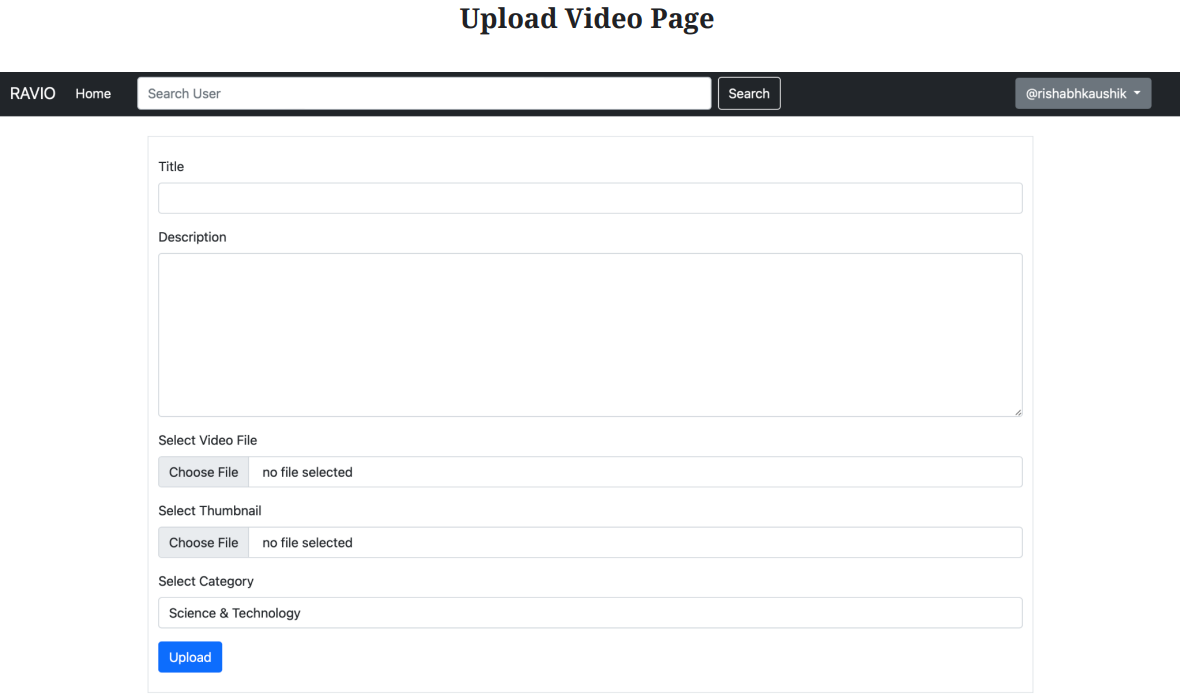 Upload Video Page
RAVIO Home Search User Search @rishabhkaushik
Title
Description
Select Video File
Choose File no file selected
Select Thumbnail
Choose File no file selected
Select Category
Science & Technology
Upload